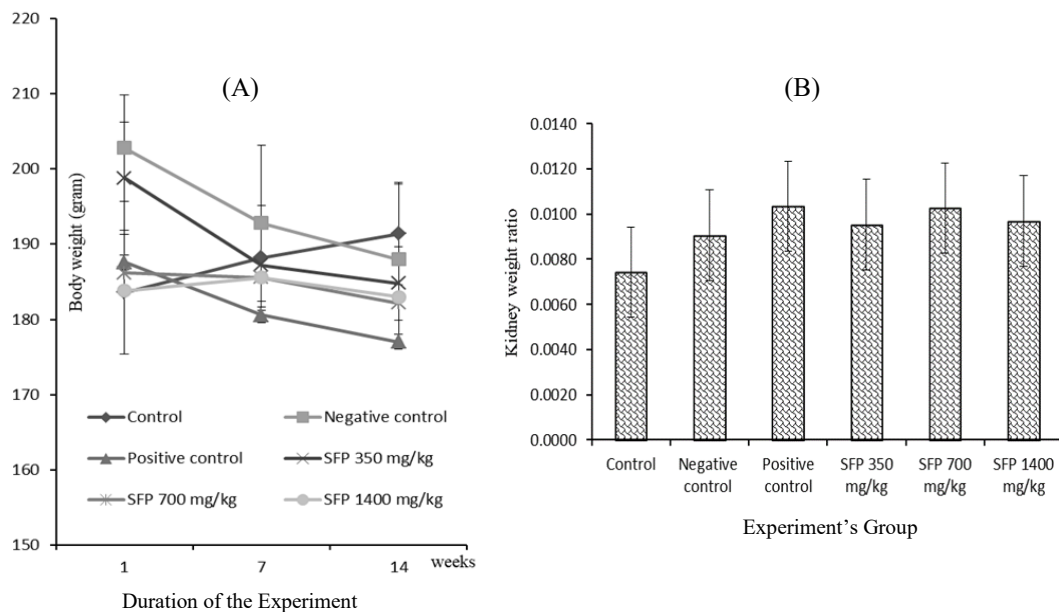 (A)
Body weight (gram)
220
210
200
190
180
170
160
150
Control
Negative control
Positive control
SFP 350 mg/kg
SFP 700 mg/kg
SFP 1400 mg/kg
1
7
14
weeks
Duration of the Experiment
(B)
Kidney weight ratio
0.0140
0.0120
0.0100
0.0080
0.0060
0.0040
0.0020
0.0000
Control
Negative
control
Positive
control
SFP 350
mg/kg
SFP 700
mg/kg
SFP 1400
mg/kg
Experiment’s Group